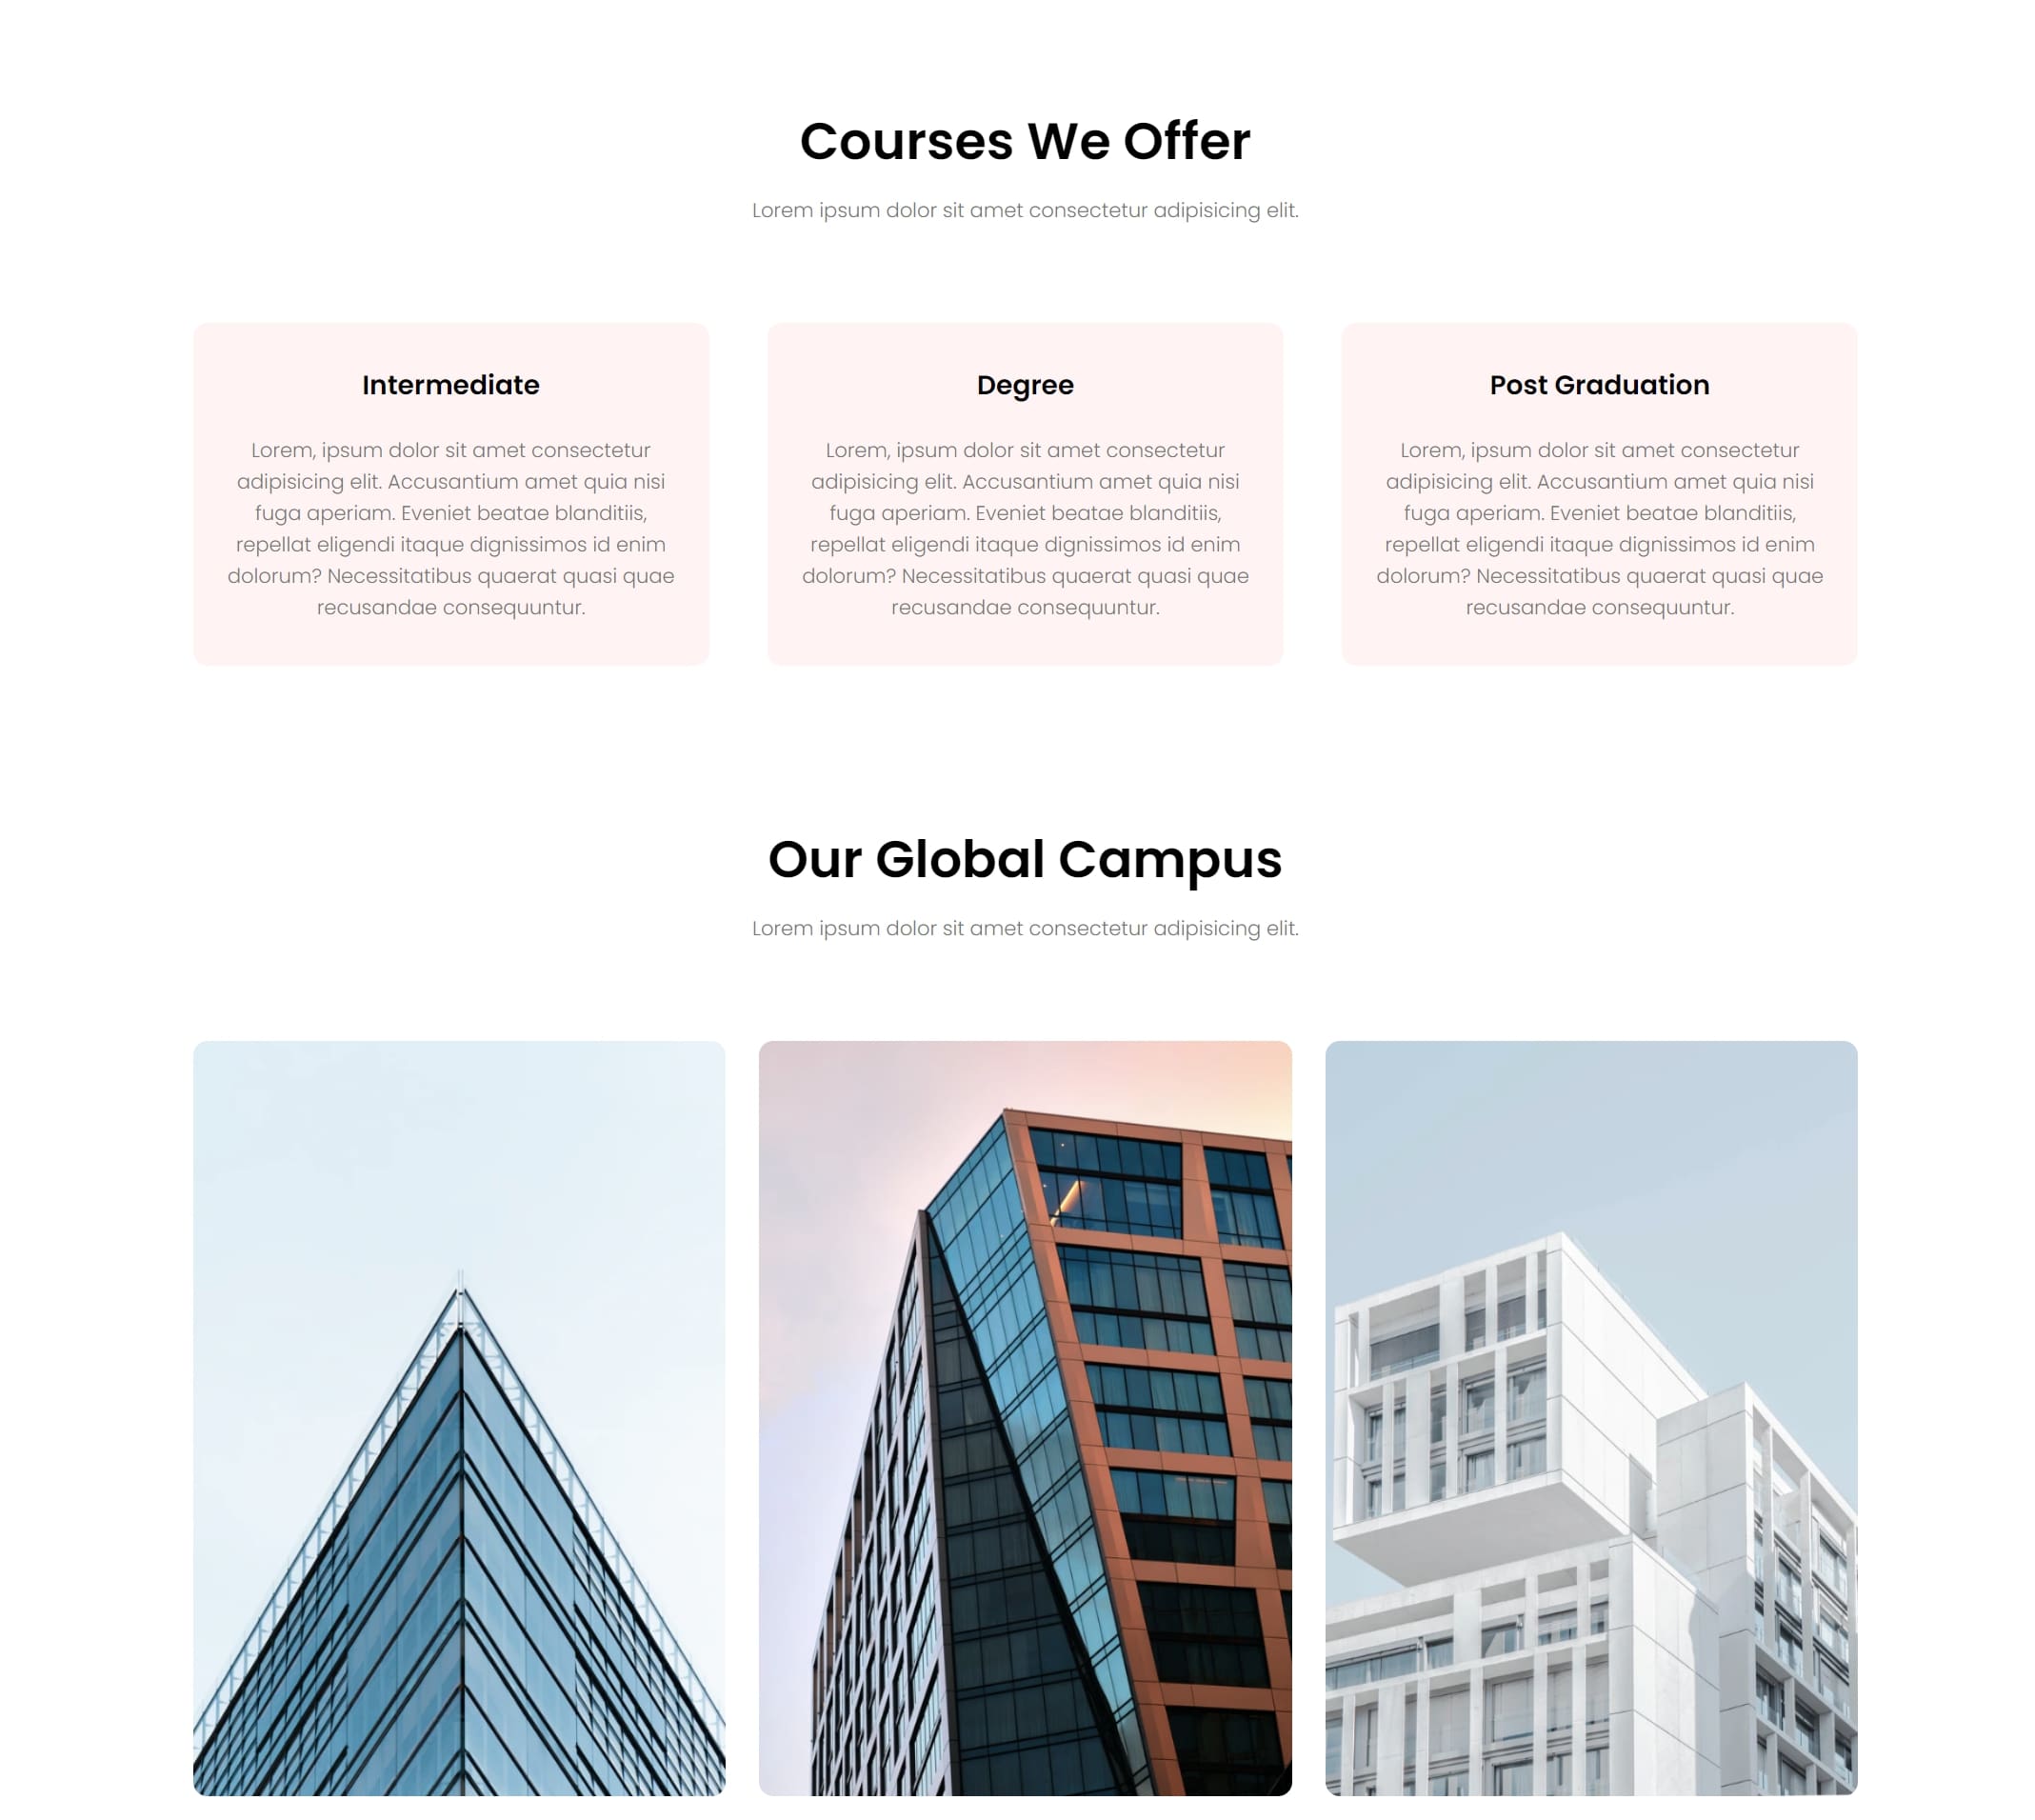 Courses We Offer
Lorem ipsum dolor sit amet consectetur adipisicing elit.
Intermediate
Lorem, ipsum dolor sit amet consectetur
adipisicing elit. Accusantium amet quia nisi
fuga aperiam. Eveniet beatae blanditiis,
repellat eligendi itaque dignissimos id enim
dolorum? Necessitatibus quaerat quasi quae
recusandae consequuntur.
Degree
Lorem, ipsum dolor sit amet consectetur
adipisicing elit. Accusantium amet quia nisi
fuga aperiam. Eveniet beatae blanditiis,
repellat eligendi itaque dignissimos id enim
dolorum? Necessitatibus quaerat quasi quae
recusandae consequuntur.
Post Graduation
Lorem, ipsum dolor sit amet consectetur
adipisicing elit. Accusantium amet quia nisi
fuga aperiam. Eveniet beatae blanditiis,
repellat eligendi itaque dignissimos id enim
dolorum? Necessitatibus quaerat quasi quae
recusandae consequuntur.
Our Global Campus
Lorem ipsum dolor sit amet consectetur adipisicing elit.